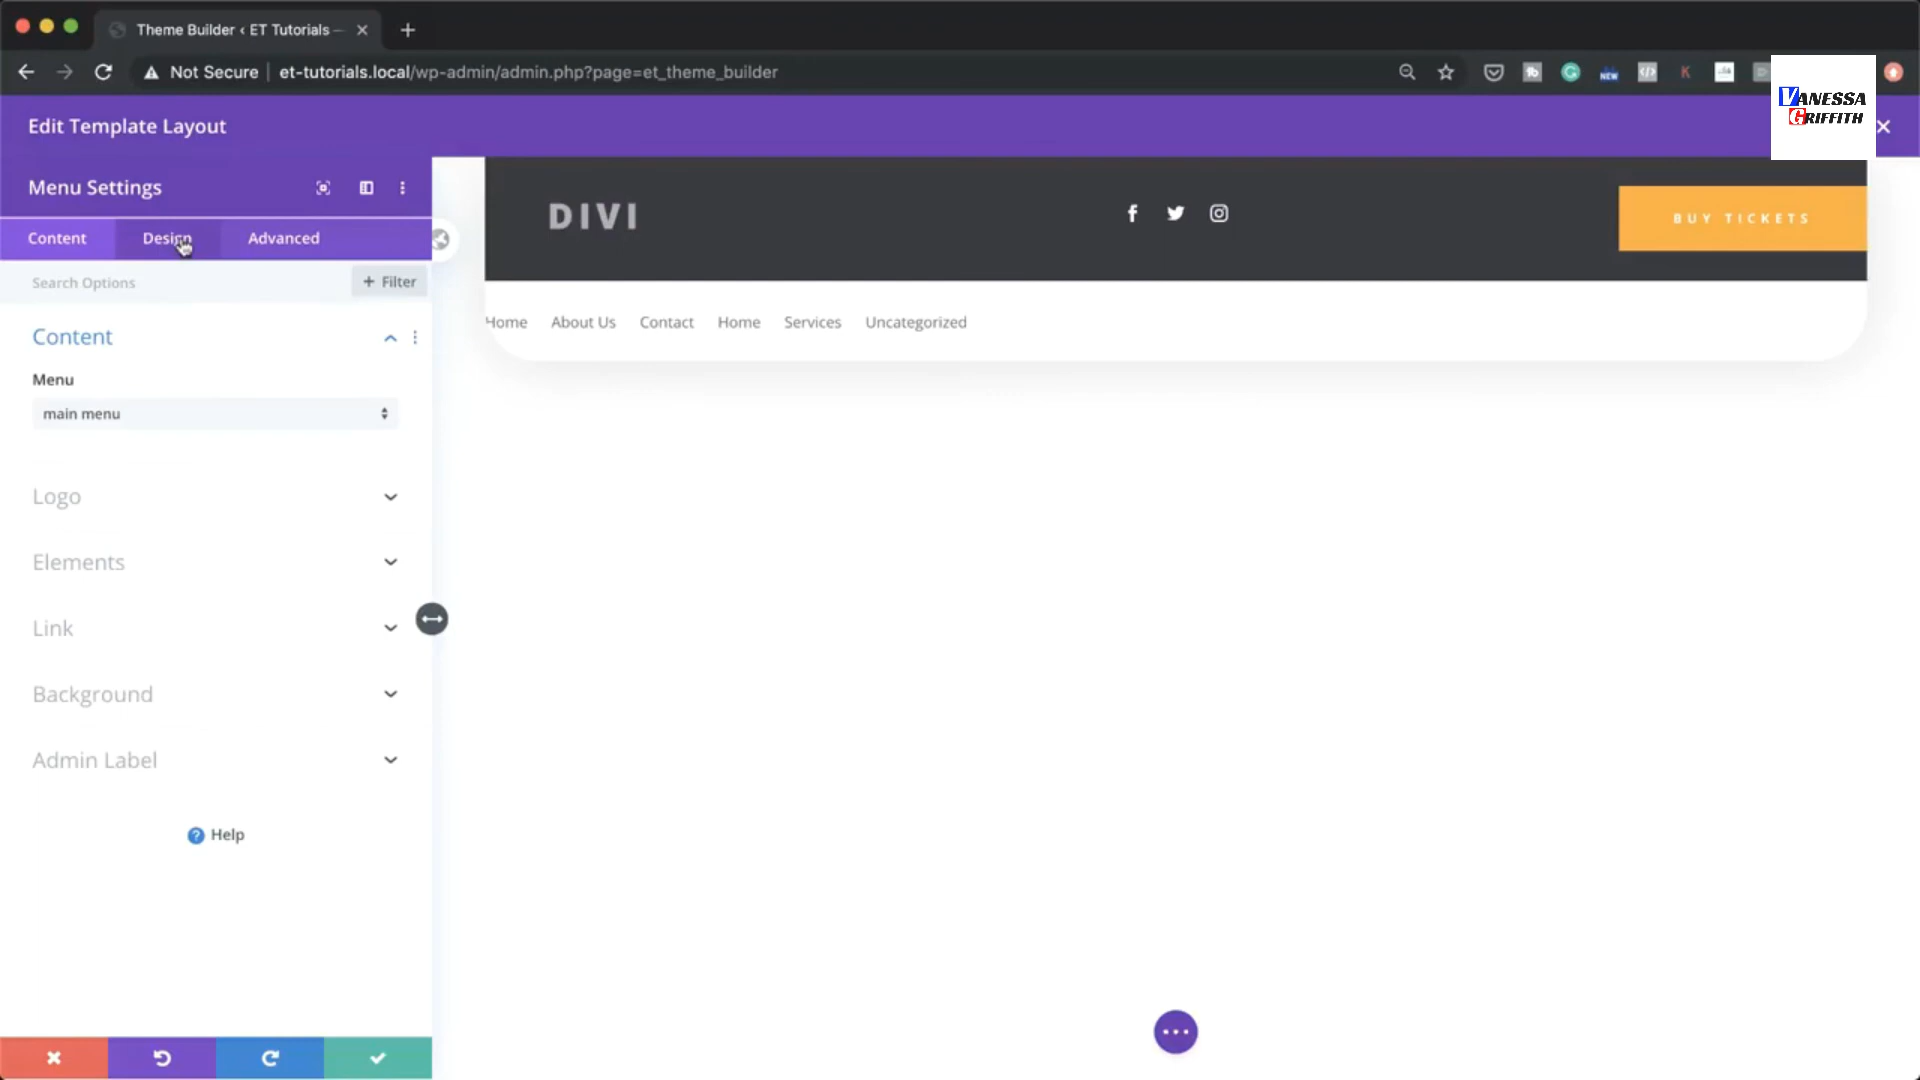 Theme Builder ‹ ET Tutorials —
Not Secure | et-tutorials.local/wp-admin/admin.php?page=et_theme_builder
NEW
K
VANESSA
GRIFFITH
Edit Template Layout
Menu Settings
Content Design Advanced
Search Options
+ Filter
Content
Menu
main menu
Logo
Elements
Link
Background
Admin Label
Help
DIVI
BUY TICKETS
Home About Us Contact Home Services Uncategorized